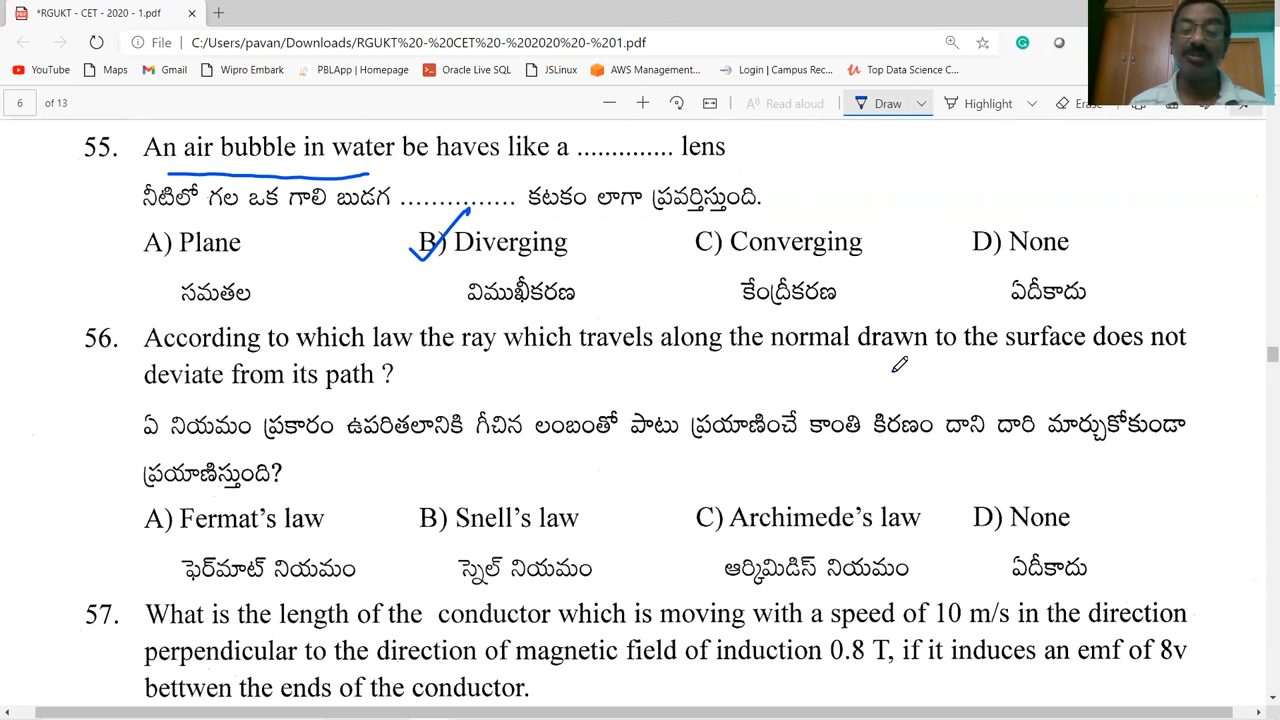 *RGUKT - CET - 2020 - 1.pdf
File C:/Users/pavan/Downloads/RGUKT%20-%20CET%20-%202020%20-%201.pdf
YouTube Maps Gmail Wipro Embark PBLApp | Homepage Oracle Live SQL JSLinux AWS Management... Login | Campus Rec... Top Data Science C...
6 of 13 Read aloud Draw Highlight
55. An air bubble in water be haves like a .............. lens
నీటిలో గల ఒక గాలి బుడగ ............... కటకం లాగా ప్రవర్తిస్తుంది.
A) Plane B) Diverging C) Converging D) None
సమతల వికేంద్రీకరణ కేంద్రీకరణ ఏదీకాదు
56. According to which law the ray which travels along the normal drawn to the surface does not
deviate from its path ?
ఏ నియమం ప్రకారం ఉపరితలానికి గీచిన లంబంతో పాటు ప్రయాణించే కాంతి కిరణం దాని దారి మార్చుకోకుండా
ప్రయాణిస్తుంది?
A) Fermat's law B) Snell's law C) Archimede's law D) None
ఫెర్‌మాట్ నియమం స్నెల్ నియమం ఆర్కిమిడిస్ నియమం ఏదీకాదు
57. What is the length of the conductor which is moving with a speed of 10 m/s in the direction
perpendicular to the direction of magnetic field of induction 0.8 T, if it induces an emf of 8v
bettwen the ends of the conductor.